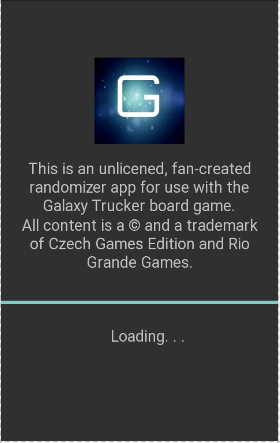 G
This is an unlicened, fan-created
randomizer app for use with the
Galaxy Trucker board game.
All content is a © and a trademark
of Czech Games Edition and Rio
Grande Games.
Loading. . .